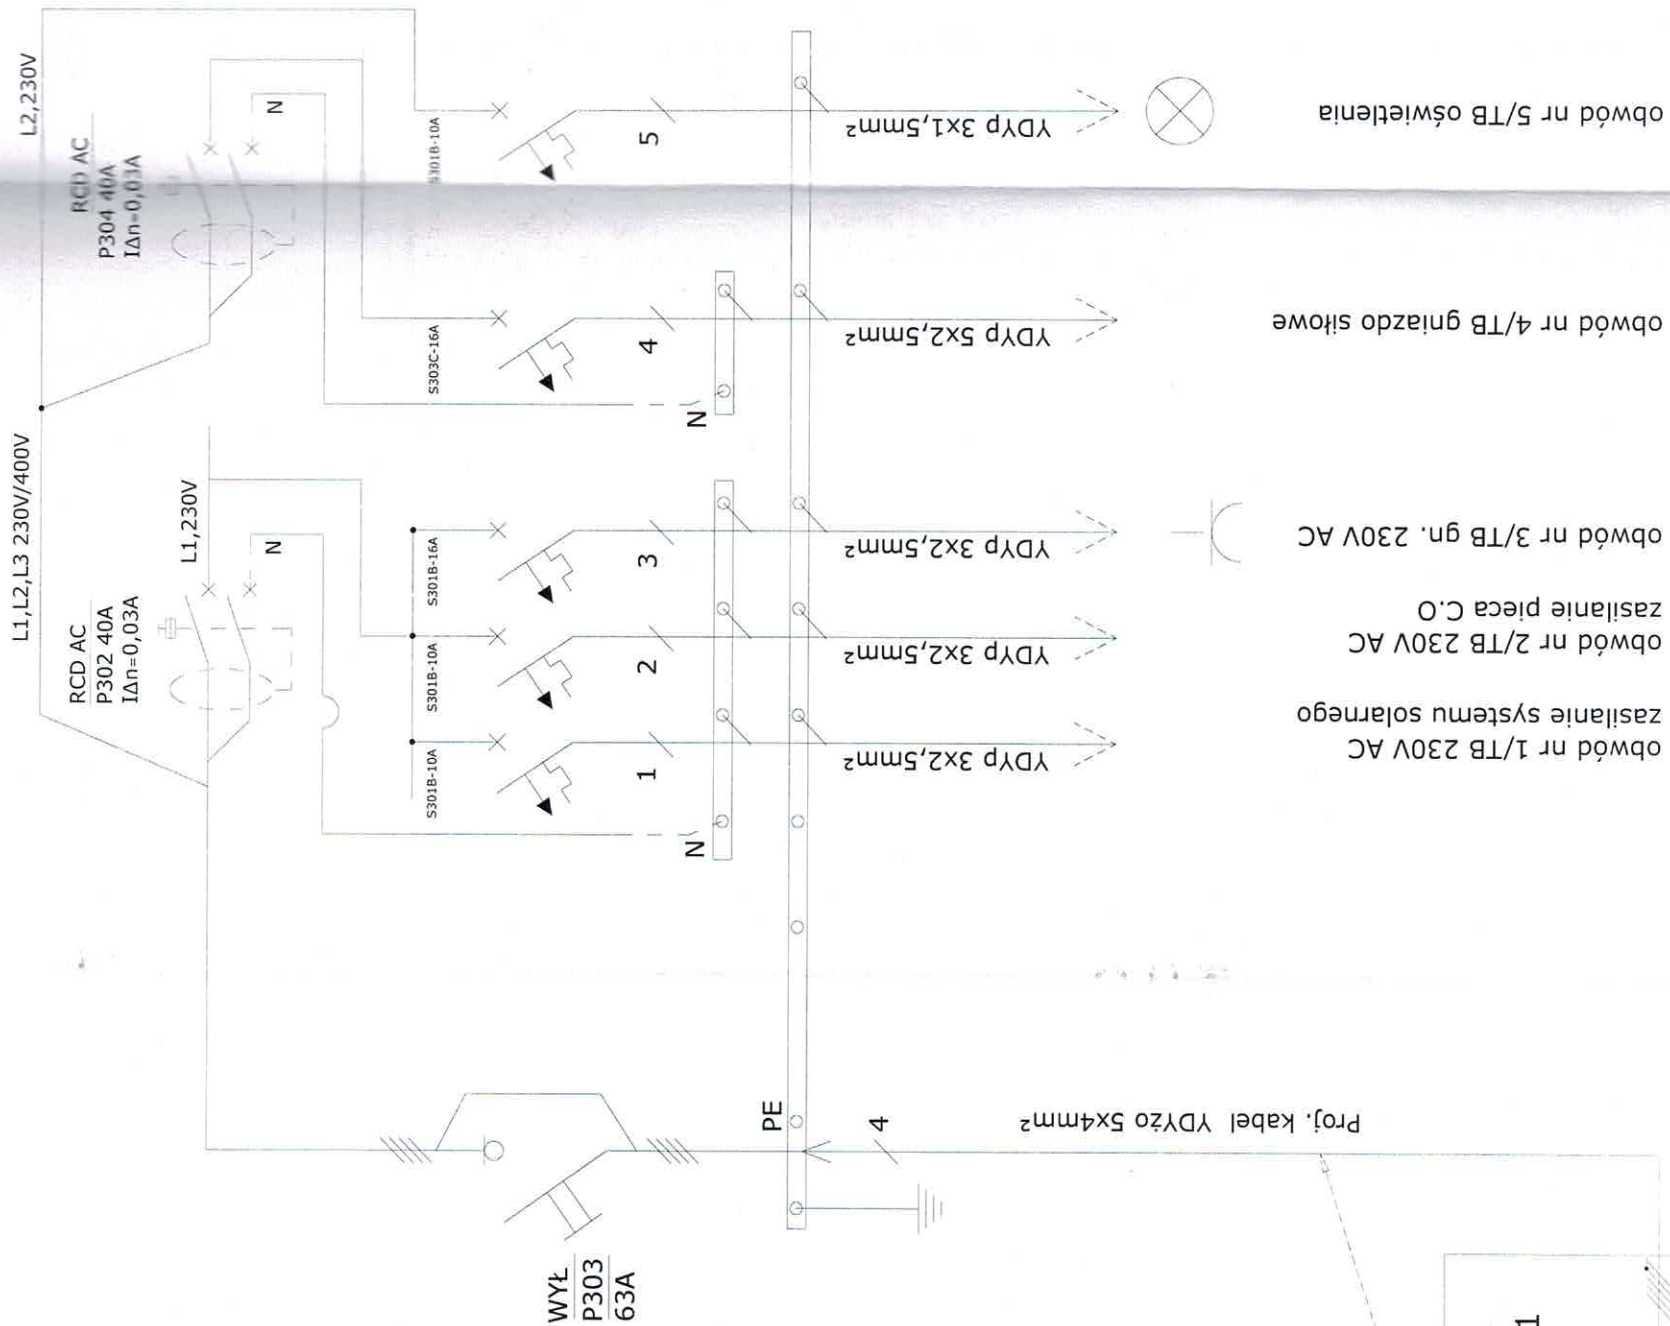 L1,L2,L3 230V/400V
L2,230V
RCD AC
P302 40A
IΔn=0,03A
L1,230V
N
RCD AC
P304 40A
IΔn=0,03A
N
S301B-10A
S301B-10A
S301B-16A
S303C-16A
S301B-10A
WYŁ
P303
63A
1
2
3
4
5
N
N
PE
4
YDYp 3x2,5mm²
YDYp 3x2,5mm²
YDYp 3x2,5mm²
YDYp 5x2,5mm²
YDYp 3x1,5mm²
Proj. kabel YDYżo 5x4mm²
obwód nr 1/TB 230V AC
zasilanie systemu solarnego
obwód nr 2/TB 230V AC
zasilanie pieca C.O
obwód nr 3/TB gn. 230V AC
obwód nr 4/TB gniazdo siłowe
obwód nr 5/TB oświetlenia
1